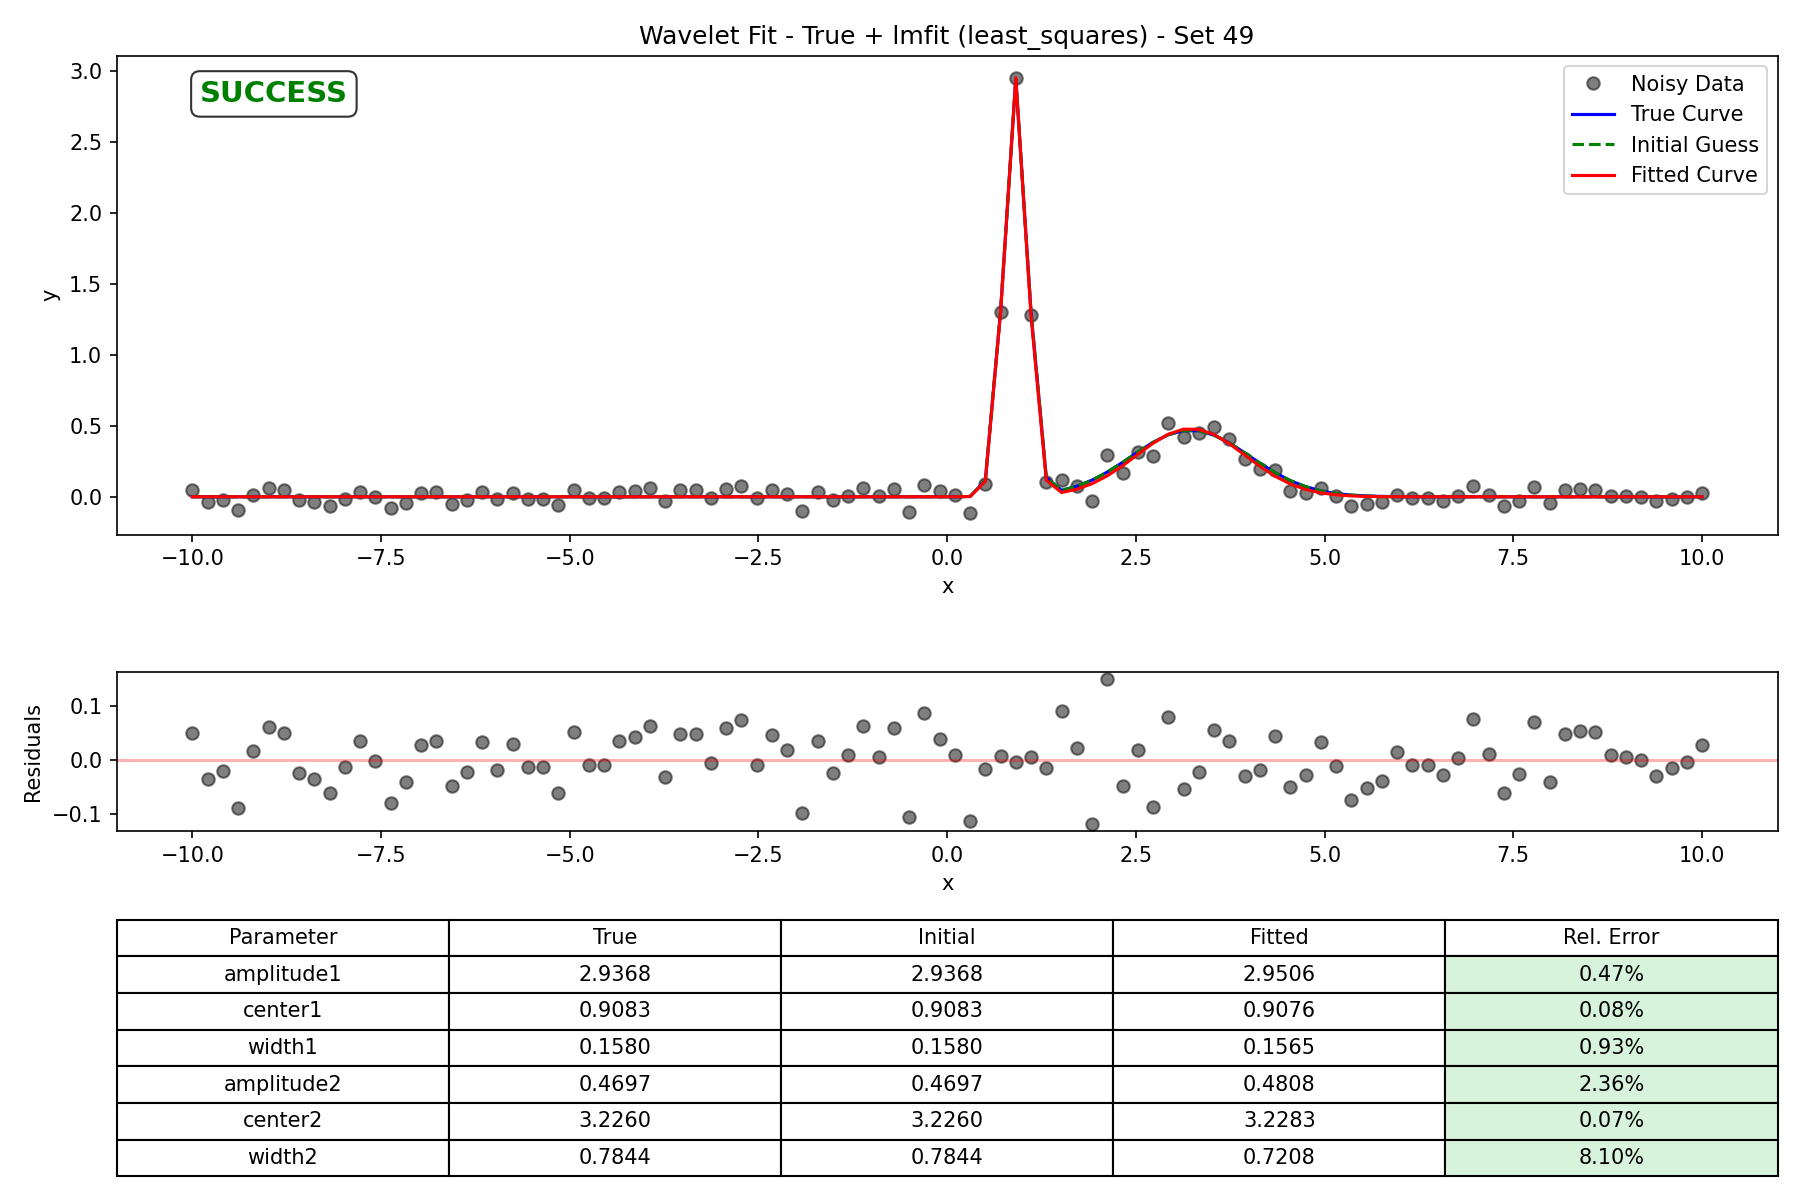 Wavelet Fit - True + lmfit (least_squares) - Set 49
SUCCESS
Noisy Data
True Curve
Initial Guess
Fitted Curve
3.0
2.5
2.0
1.5
1.0
0.5
0.0
y
−10.0 −7.5 −5.0 −2.5 0.0 2.5 5.0 7.5 10.0
x
0.1
0.0
−0.1
Residuals
−10.0 −7.5 −5.0 −2.5 0.0 2.5 5.0 7.5 10.0
x
Parameter True Initial Fitted Rel. Error
amplitude1 2.9368 2.9368 2.9506 0.47%
center1 0.9083 0.9083 0.9076 0.08%
width1 0.1580 0.1580 0.1565 0.93%
amplitude2 0.4697 0.4697 0.4808 2.36%
center2 3.2260 3.2260 3.2283 0.07%
width2 0.7844 0.7844 0.7208 8.10%